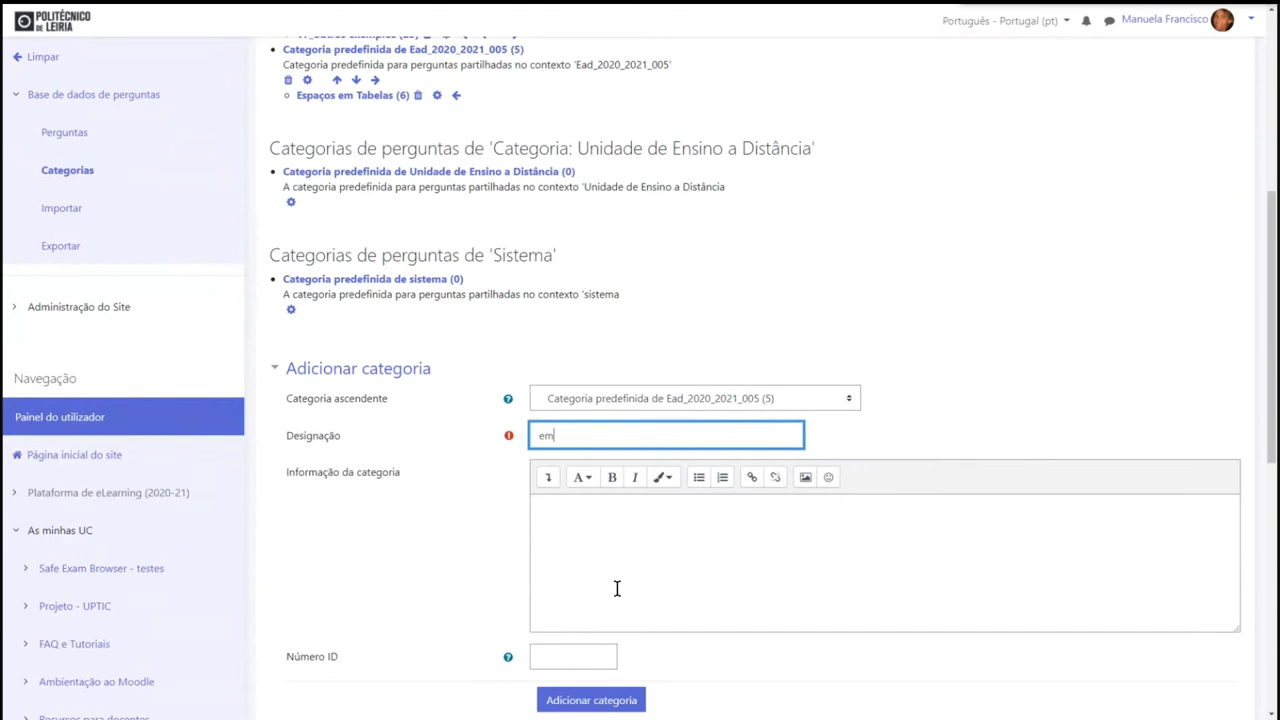 POLITÉCNICO
DE LEIRIA
Português - Portugal (pt)
Manuela Francisco
Limpar
Base de dados de perguntas
Perguntas
Categorias
Importar
Exportar
Administração do Site
Navegação
Painel do utilizador
Página inicial do site
Plataforma de eLearning (2020-21)
As minhas UC
Safe Exam Browser - testes
Projeto - UPTIC
FAQ e Tutoriais
Ambientação ao Moodle
Recursos para docentes
Categoria predefinida de Ead_2020_2021_005 (5)
Categoria predefinida para perguntas partilhadas no contexto 'Ead_2020_2021_005'
Espaços em Tabelas (6)
Categorias de perguntas de 'Categoria: Unidade de Ensino a Distância'
Categoria predefinida de Unidade de Ensino a Distância (0)
A categoria predefinida para perguntas partilhadas no contexto 'Unidade de Ensino a Distância
Categorias de perguntas de 'Sistema'
Categoria predefinida de sistema (0)
A categoria predefinida para perguntas partilhadas no contexto 'sistema
Adicionar categoria
Categoria ascendente
Categoria predefinida de Ead_2020_2021_005 (5)
Designação
em
Informação da categoria
A B I
Número ID
Adicionar categoria